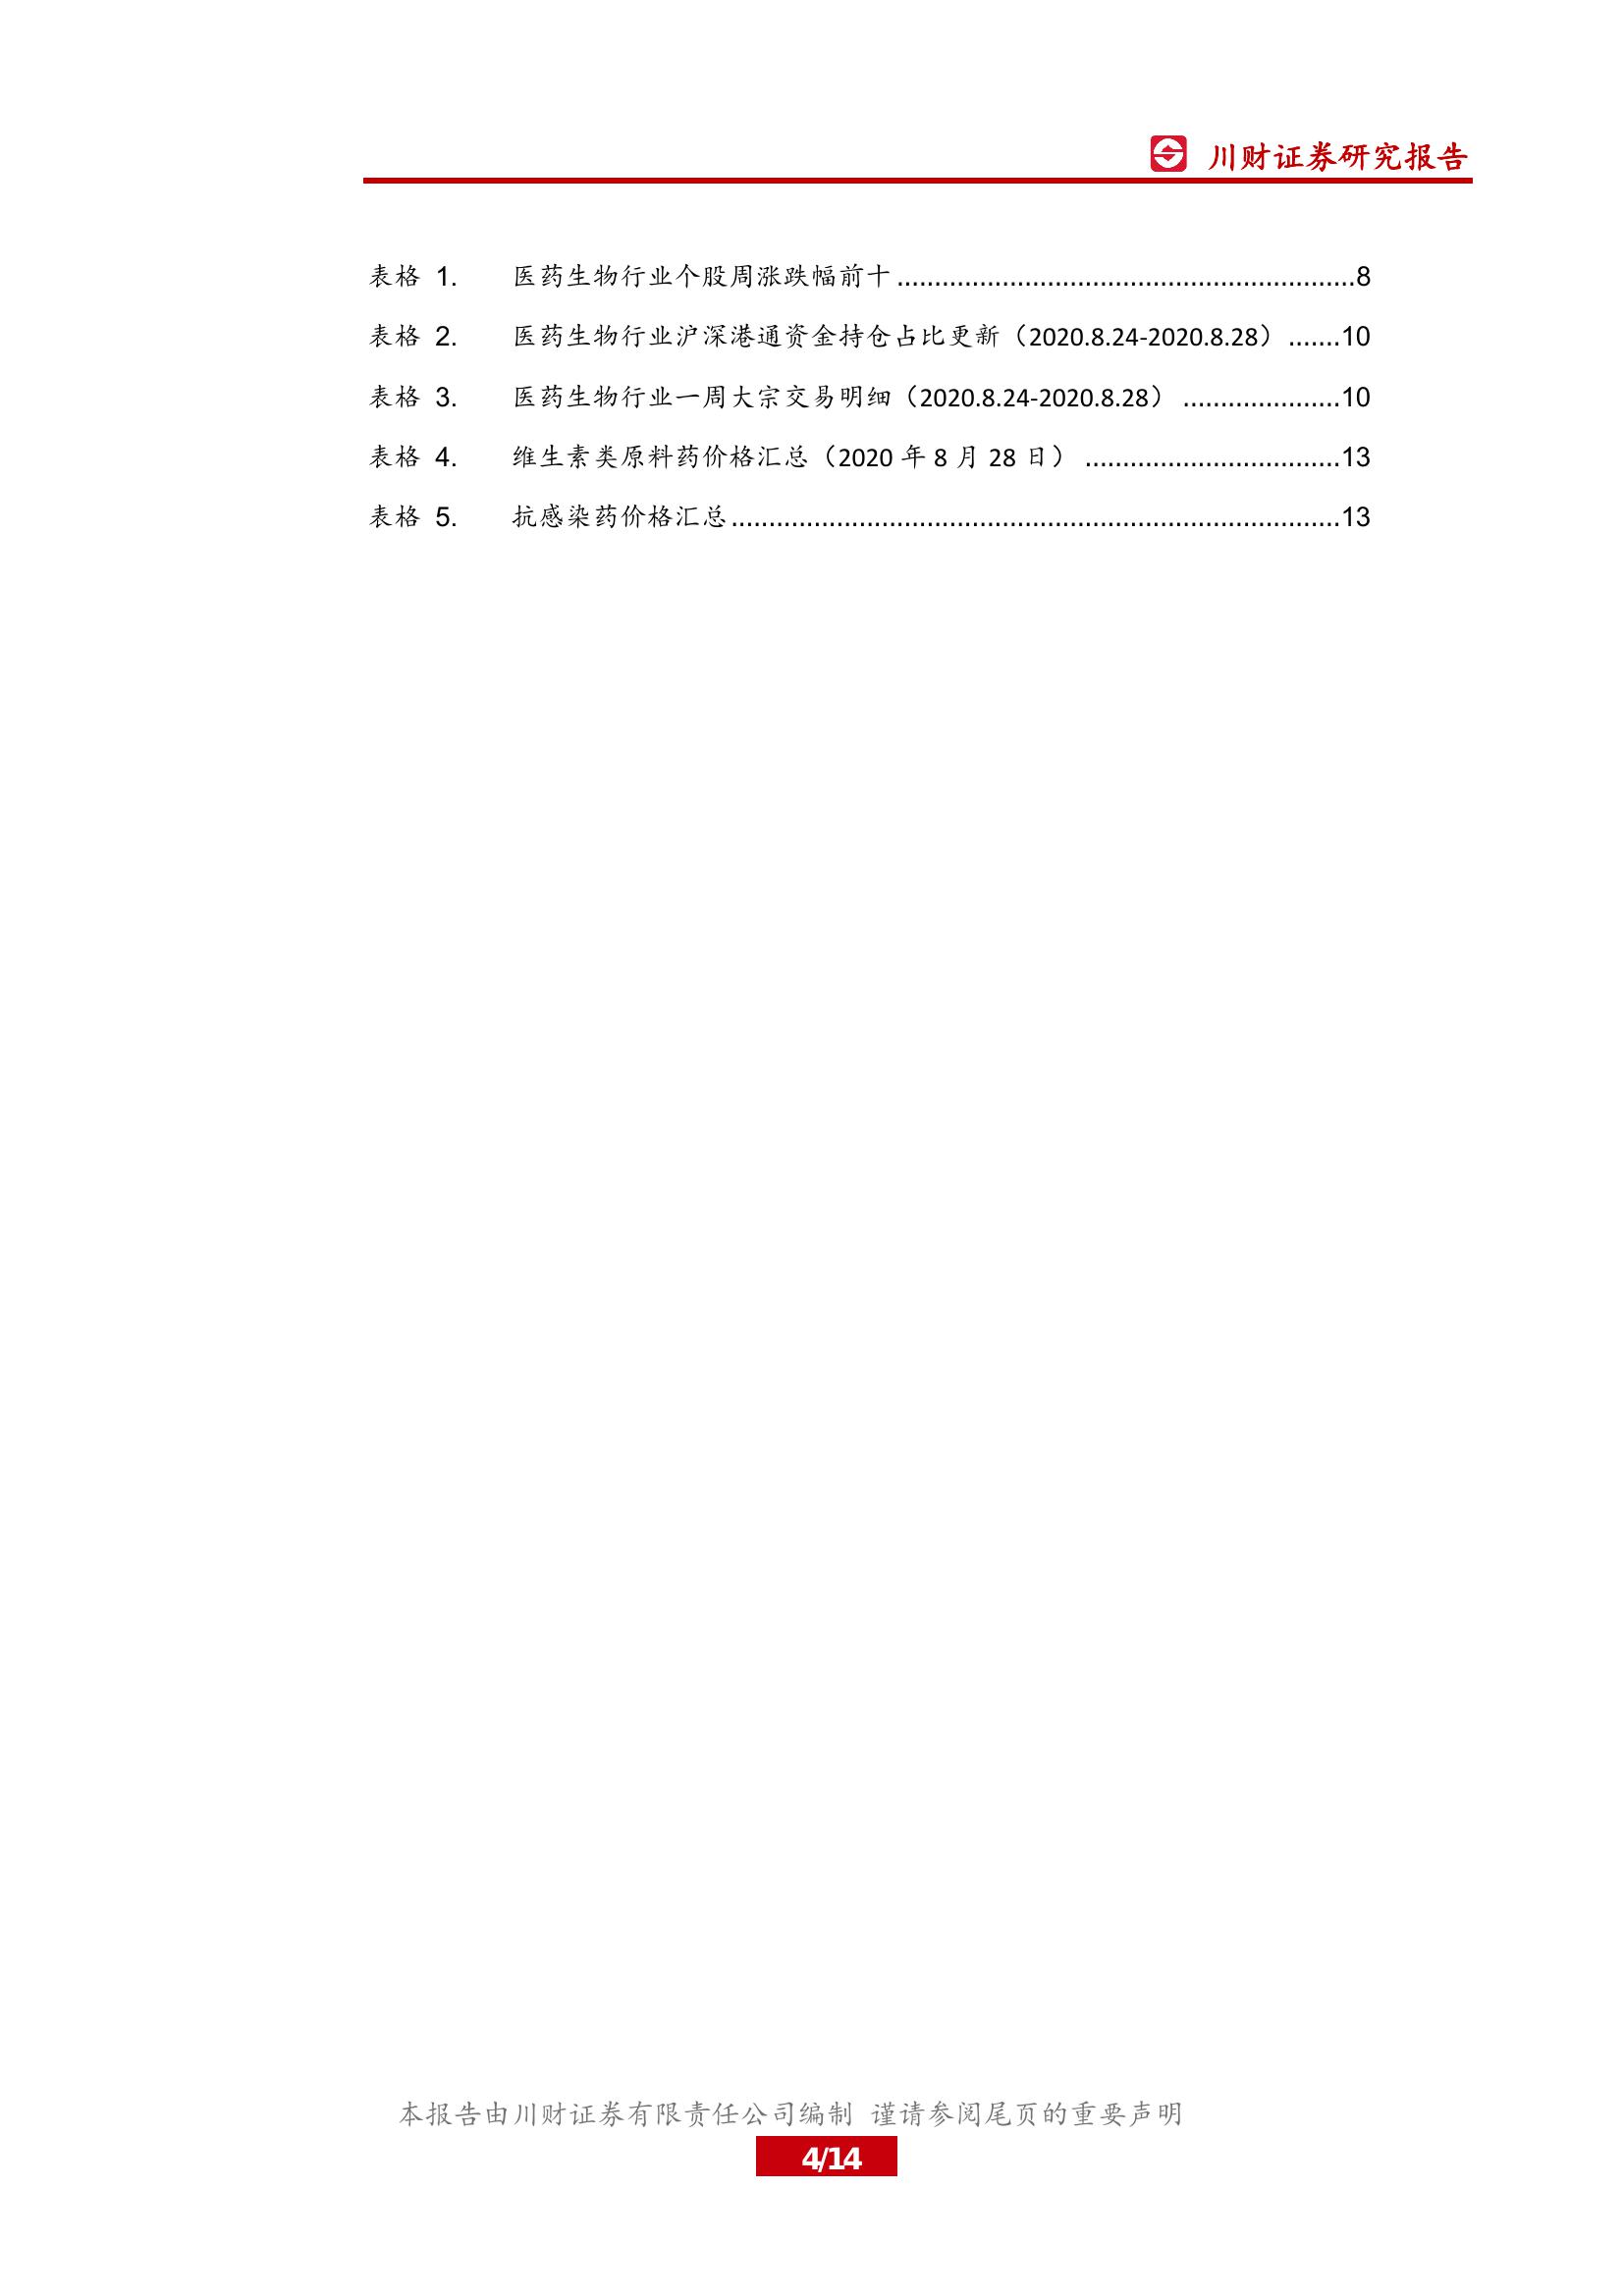 川财证券研究报告
表格 1. 医药生物行业个股周涨跌幅前十..............................................................8
表格 2. 医药生物行业沪深港通资金持仓占比更新（2020.8.24-2020.8.28）.......10
表格 3. 医药生物行业一周大宗交易明细（2020.8.24-2020.8.28）.....................10
表格 4. 维生素类原料药价格汇总（2020 年 8 月 28 日）..................................13
表格 5. 抗感染药价格汇总.................................................................................13
本报告由川财证券有限责任公司编制 谨请参阅尾页的重要声明
4/14